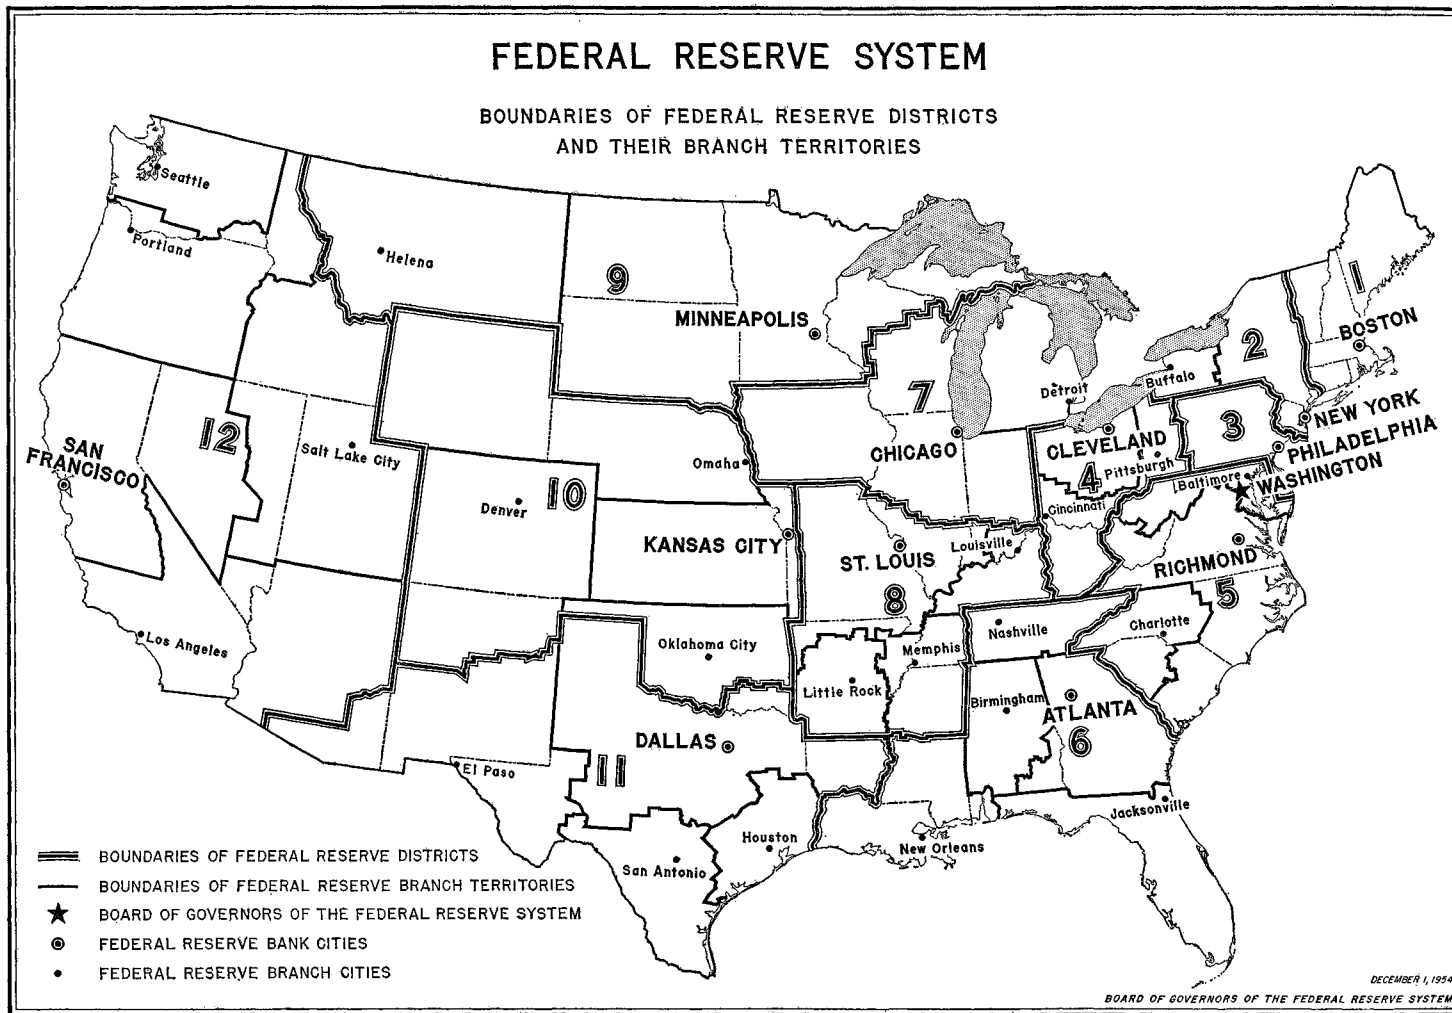 FEDERAL RESERVE SYSTEM
BOUNDARIES OF FEDERAL RESERVE DISTRICTS
AND THEIR BRANCH TERRITORIES
Seattle
Portland
Helena
9
MINNEAPOLIS
1
BOSTON
2
Buffalo
Detroit
7
CHICAGO
NEW YORK
3
PHILADELPHIA
WASHINGTON
CLEVELAND
4
Pittsburgh
Baltimore
Cincinnati
12
SAN
FRANCISCO
Salt Lake City
Omaha
Denver
10
KANSAS CITY
ST. LOUIS
8
Louisville
RICHMOND
5
Los Angeles
Oklahoma City
Nashville
Memphis
Charlotte
Little Rock
Birmingham
ATLANTA
6
DALLAS
11
El Paso
Houston
San Antonio
New Orleans
Jacksonville
BOUNDARIES OF FEDERAL RESERVE DISTRICTS
BOUNDARIES OF FEDERAL RESERVE BRANCH TERRITORIES
BOARD OF GOVERNORS OF THE FEDERAL RESERVE SYSTEM
FEDERAL RESERVE BANK CITIES
FEDERAL RESERVE BRANCH CITIES
DECEMBER 1, 1954
BOARD OF GOVERNORS OF THE FEDERAL RESERVE SYSTEM